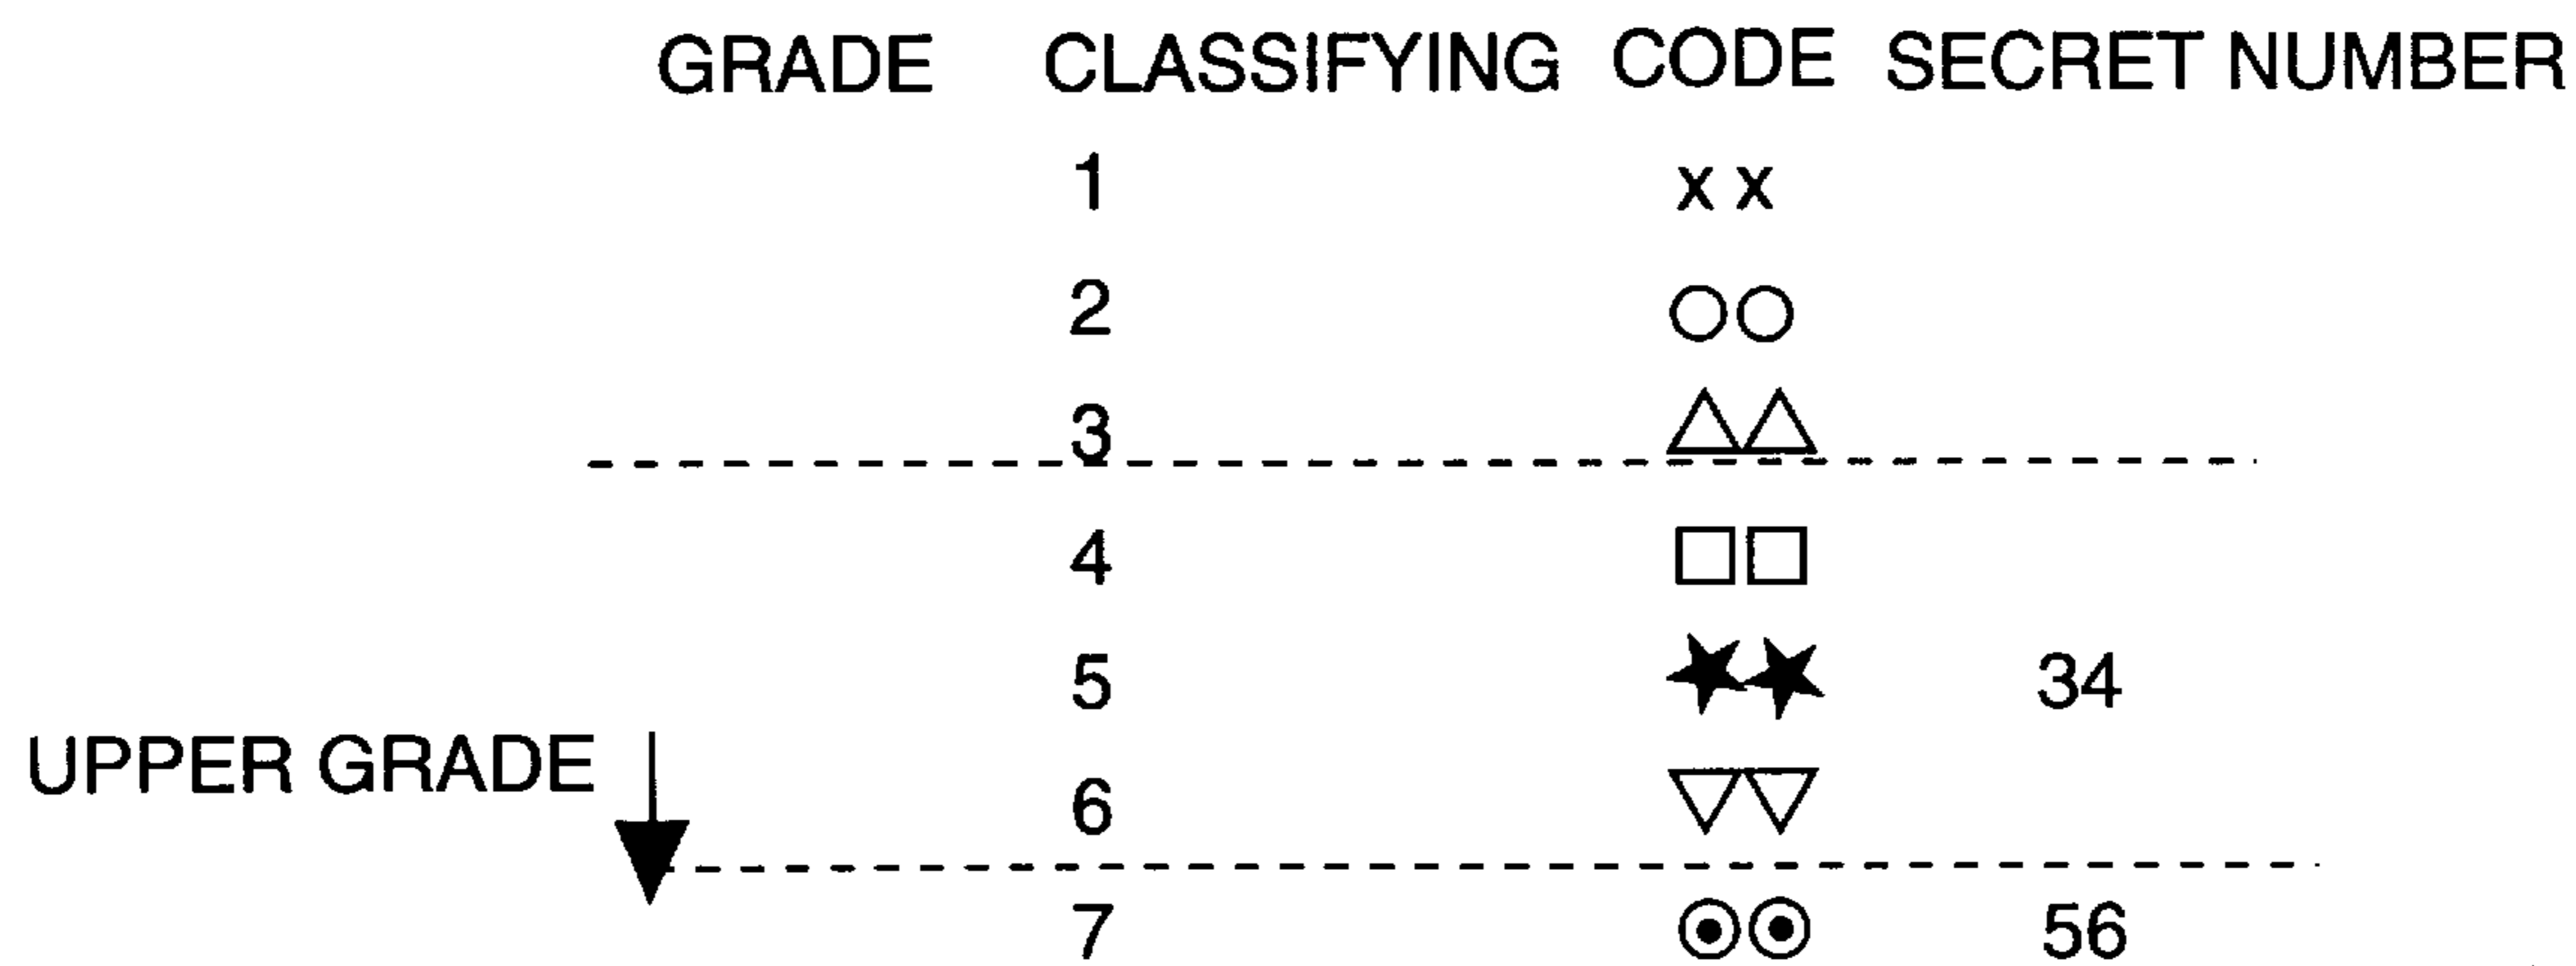 GRADE CLASSIFYING CODE SECRET NUMBER
1 x x
2 ○○
3 △△
4 □□
5 ★★ 34
UPPER GRADE
6 ▽▽
7 ◉◉ 56